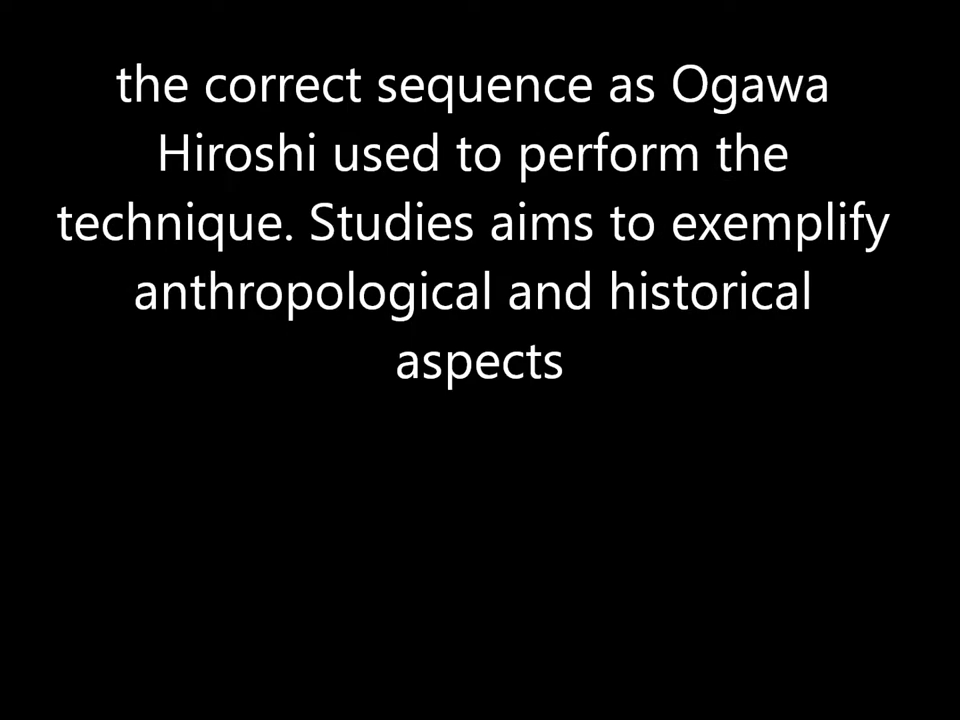 the correct sequence as Ogawa
Hiroshi used to perform the
technique. Studies aims to exemplify
anthropological and historical
aspects